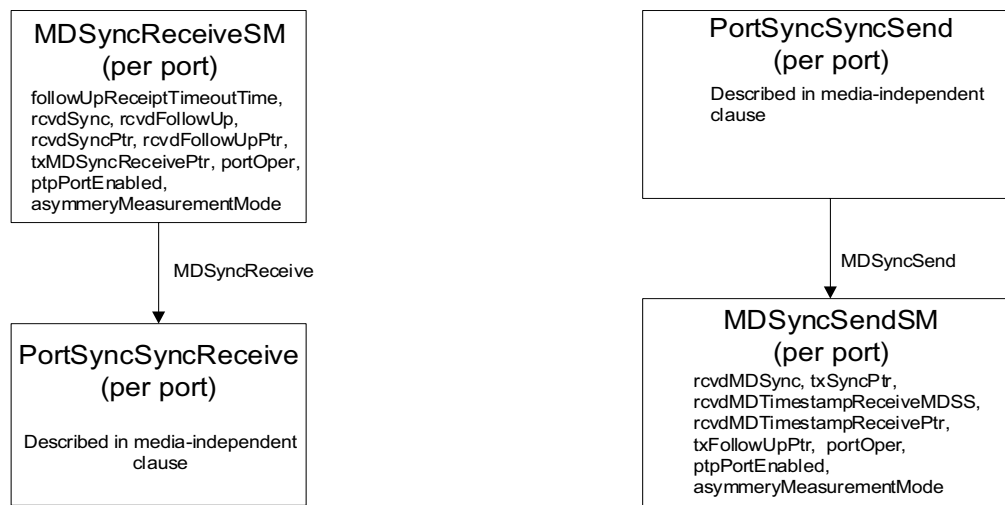 MDSyncReceiveSM
(per port)
followUpReceiptTimeoutTime,
rcvdSync, rcvdFollowUp,
rcvdSyncPtr, rcvdFollowUpPtr,
txMDSyncReceivePtr, portOper,
ptpPortEnabled,
asymmeryMeasurementMode
MDSyncReceive
PortSyncSyncReceive
(per port)
Described in media-independent
clause
PortSyncSyncSend
(per port)
Described in media-independent
clause
MDSyncSend
MDSyncSendSM
(per port)
rcvdMDSync, txSyncPtr,
rcvdMDTimestampReceiveMDSS,
rcvdMDTimestampReceivePtr,
txFollowUpPtr, portOper,
ptpPortEnabled,
asymmeryMeasurementMode